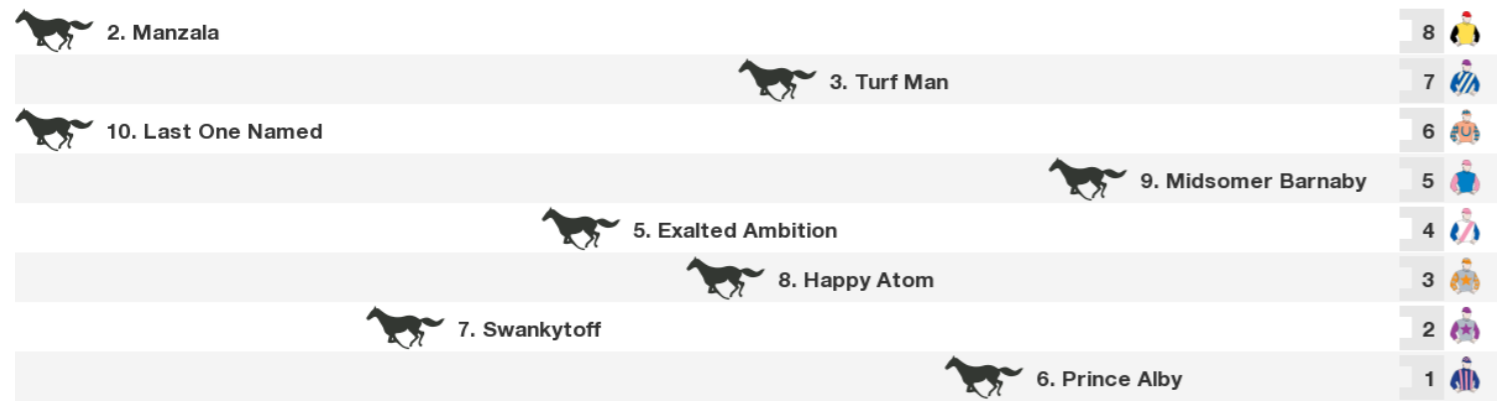 2. Manzala 8
3. Turf Man 7
10. Last One Named 6 U
9. Midsomer Barnaby 5
5. Exalted Ambition 4
8. Happy Atom 3
7. Swankytoff 2
6. Prince Alby 1